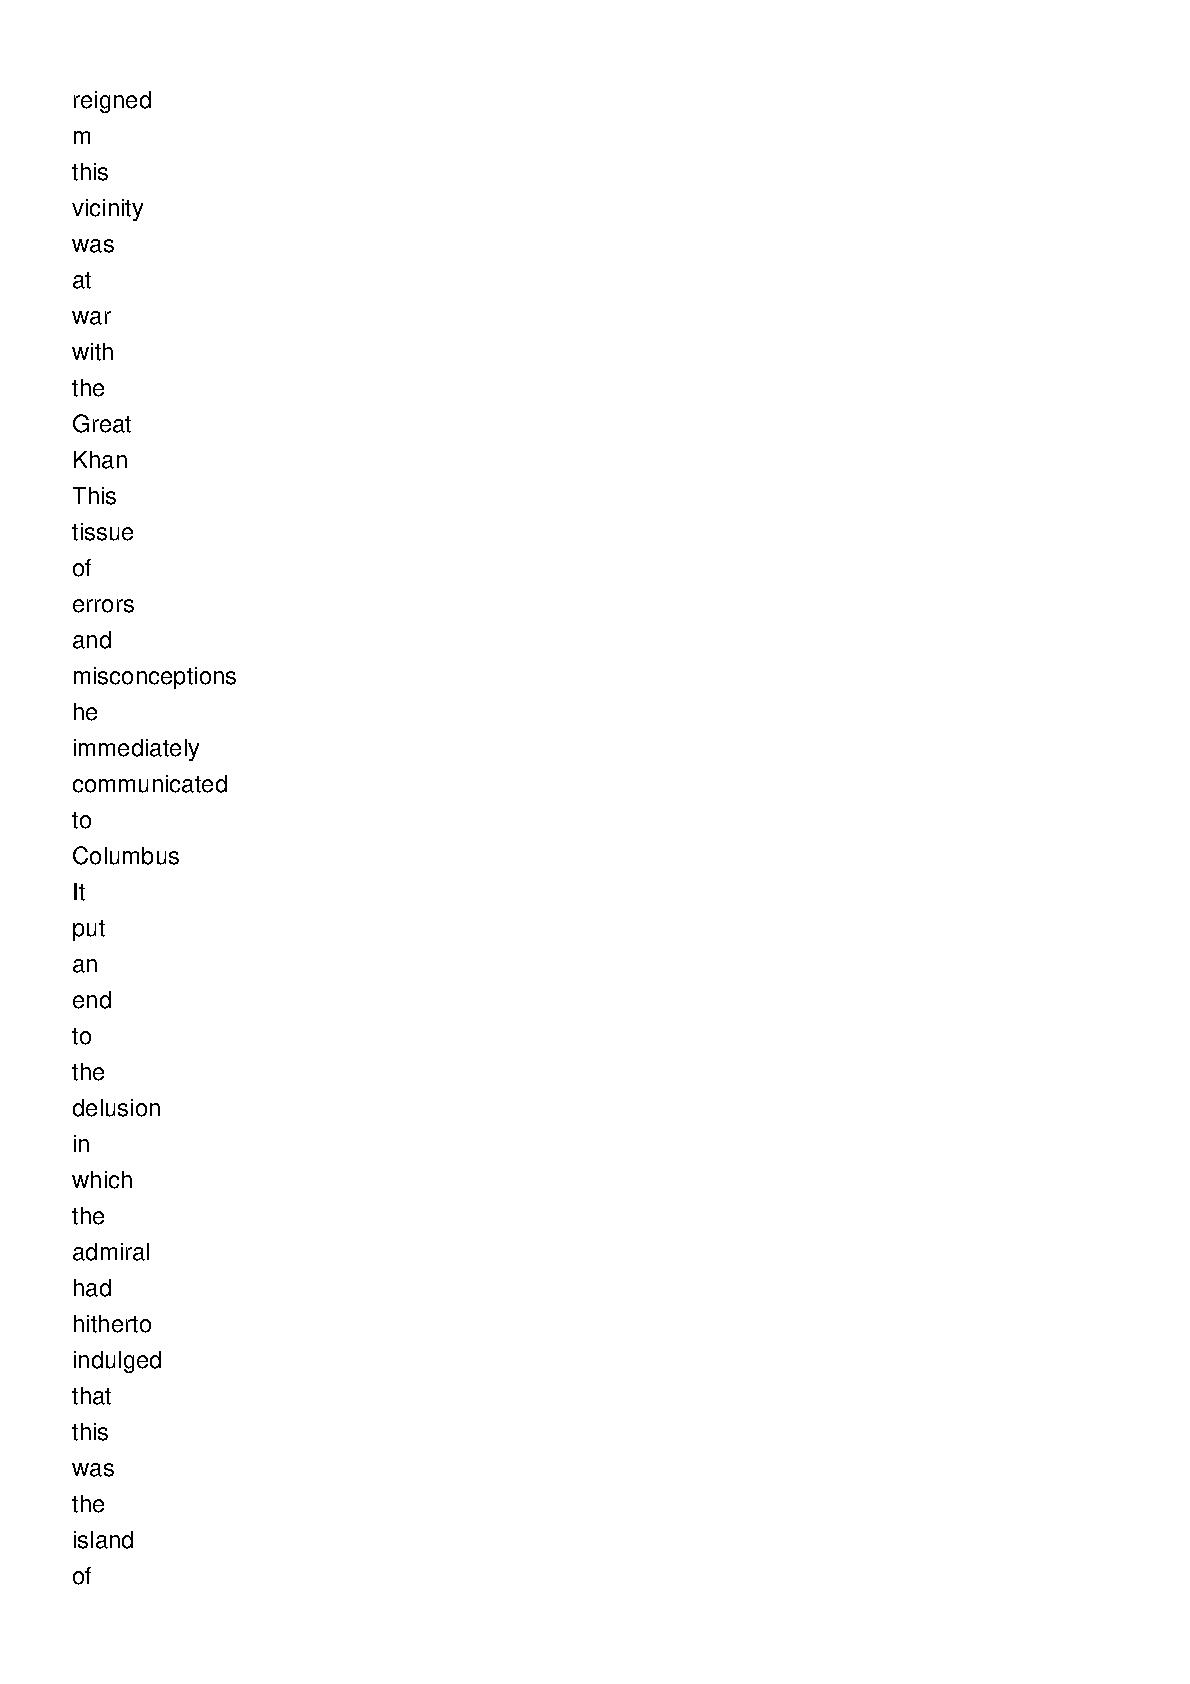 reigned
m
this
vicinity
was
at
war
with
the
Great
Khan
This
tissue
of
errors
and
misconceptions
he
immediately
communicated
to
Columbus
It
put
an
end
to
the
delusion
in
which
the
admiral
had
hitherto
indulged
that
this
was
the
island
of